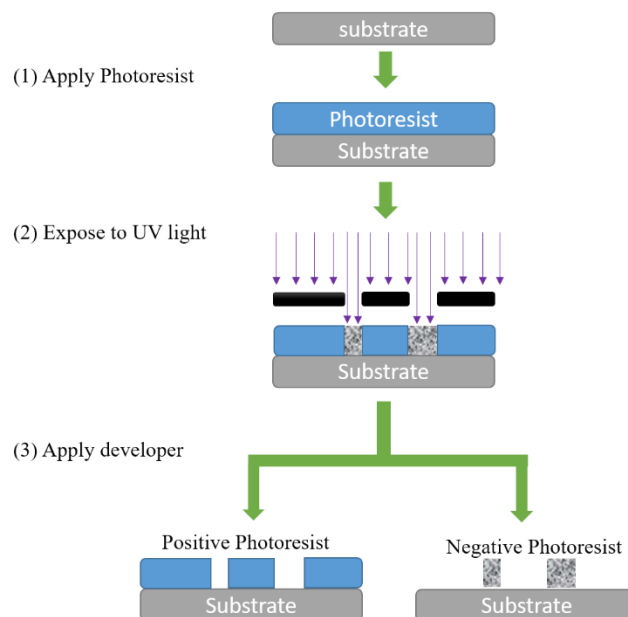 substrate
(1) Apply Photoresist
Photoresist
Substrate
(2) Expose to UV light
Substrate
(3) Apply developer
Positive Photoresist
Negative Photoresist
Substrate
Substrate